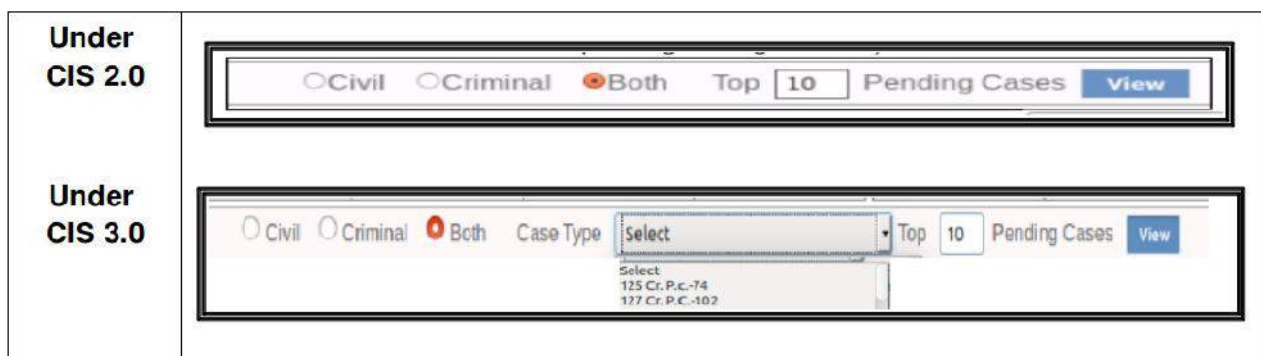 Under
CIS 2.0
Civil Criminal Both Top 10 Pending Cases View
Under
CIS 3.0
Civil Criminal Both Case Type Select Top 10 Pending Cases View
Select
125 Cr. P.c.-74
127 Cr. P.C.-102